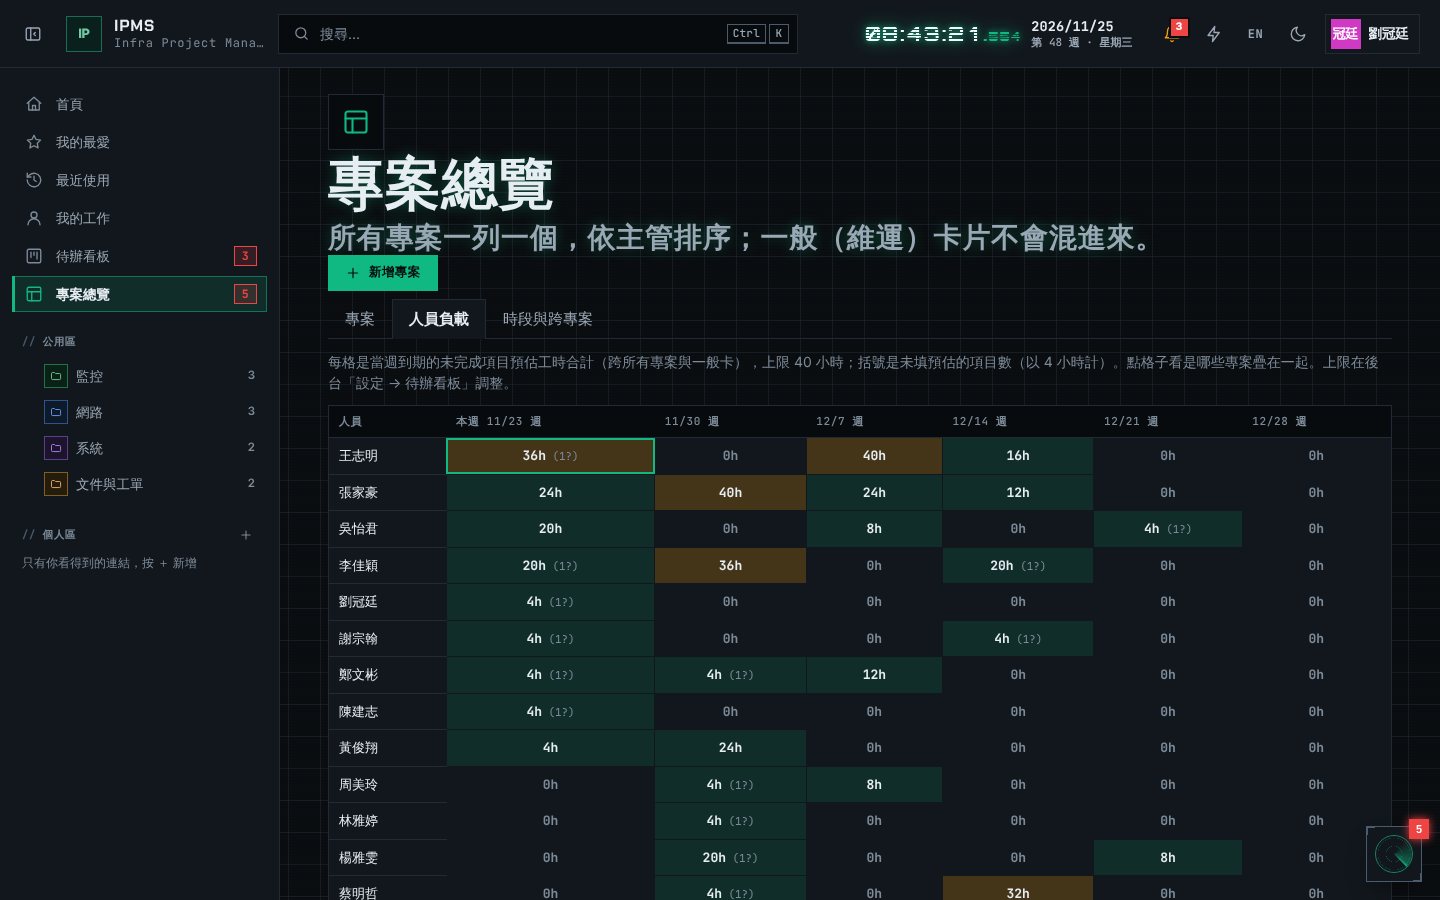 IP
IPMS
Infra Project Mana…
搜尋...
Ctrl K
08:43:21
2026/11/25
第 48 週 · 星期三
3
EN
冠廷 劉冠廷
首頁
我的最愛
最近使用
我的工作
待辦看板 3
專案總覽 5
// 公用區
監控 3
網路 3
系統 2
文件與工單 2
// 個人區 +
只有你看得到的連結，按 + 新增
專案總覽
所有專案一列一個，依主管排序；一般（維運）卡片不會混進來。
+ 新增專案
專案 人員負載 時段與跨專案
每格是當週到期的未完成項目預估工時合計（跨所有專案與一般卡），上限 40 小時；括號是未填預估的項目數（以 4 小時計）。點格子看是哪些專案疊在一起。上限在後
台「設定 → 待辦看板」調整。
人員 本週 11/23 週 11/30 週 12/7 週 12/14 週 12/21 週 12/28 週
王志明 36h (1?) 0h 40h 16h 0h 0h
張家豪 24h 40h 24h 12h 0h 0h
吳怡君 20h 0h 8h 0h 4h (1?) 0h
李佳穎 20h (1?) 36h 0h 20h (1?) 0h 0h
劉冠廷 4h (1?) 0h 0h 0h 0h 0h
謝宗翰 4h (1?) 0h 0h 4h (1?) 0h 0h
鄭文彬 4h (1?) 4h (1?) 12h 0h 0h 0h
陳建志 4h (1?) 0h 0h 0h 0h 0h
黃俊翔 4h 24h 0h 0h 0h 0h
周美玲 0h 4h (1?) 8h 0h 0h 0h
林雅婷 0h 4h (1?) 0h 0h 0h 0h
楊雅雯 0h 20h (1?) 0h 0h 8h 0h
蔡明哲 0h 4h (1?) 0h 32h 0h 0h
5